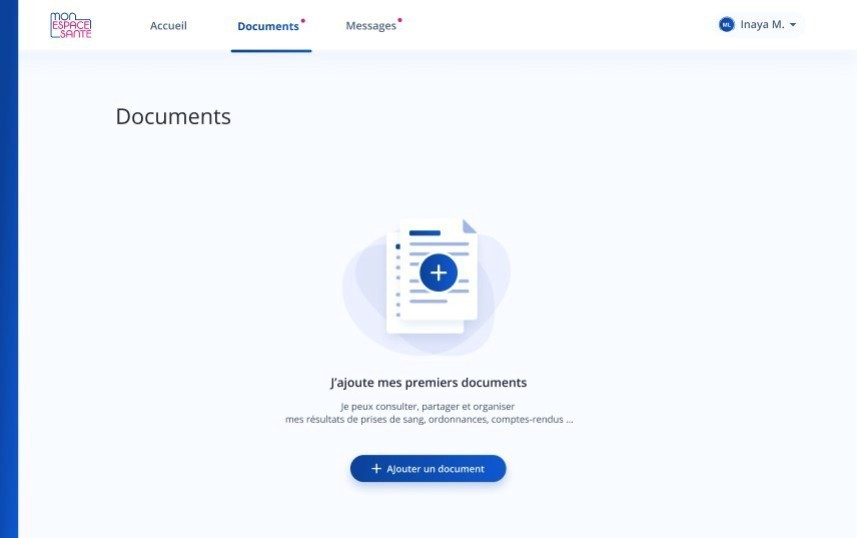 MON
ESPACE
SANTÉ
Accueil
Documents
Messages
ML
Inaya M.
Documents
J'ajoute mes premiers documents
Je peux consulter, partager et organiser
mes résultats de prises de sang, ordonnances, comptes-rendus ...
Ajouter un document